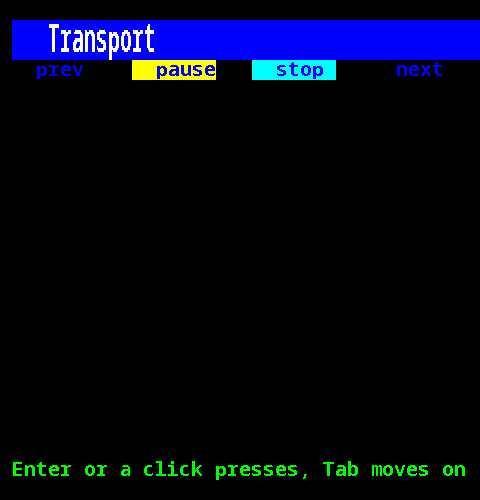 Transport
prev pause stop next
Enter or a click presses, Tab moves on